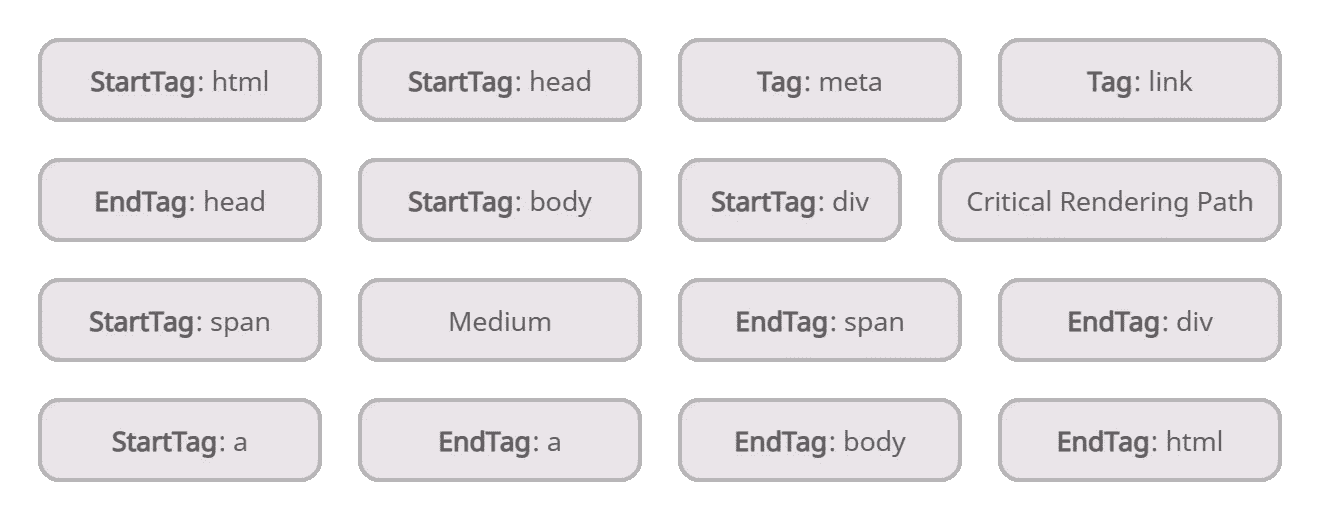 StartTag: html
StartTag: head
Tag: meta
Tag: link
EndTag: head
StartTag: body
StartTag: div
Critical Rendering Path
StartTag: span
Medium
EndTag: span
EndTag: div
StartTag: a
EndTag: a
EndTag: body
EndTag: html